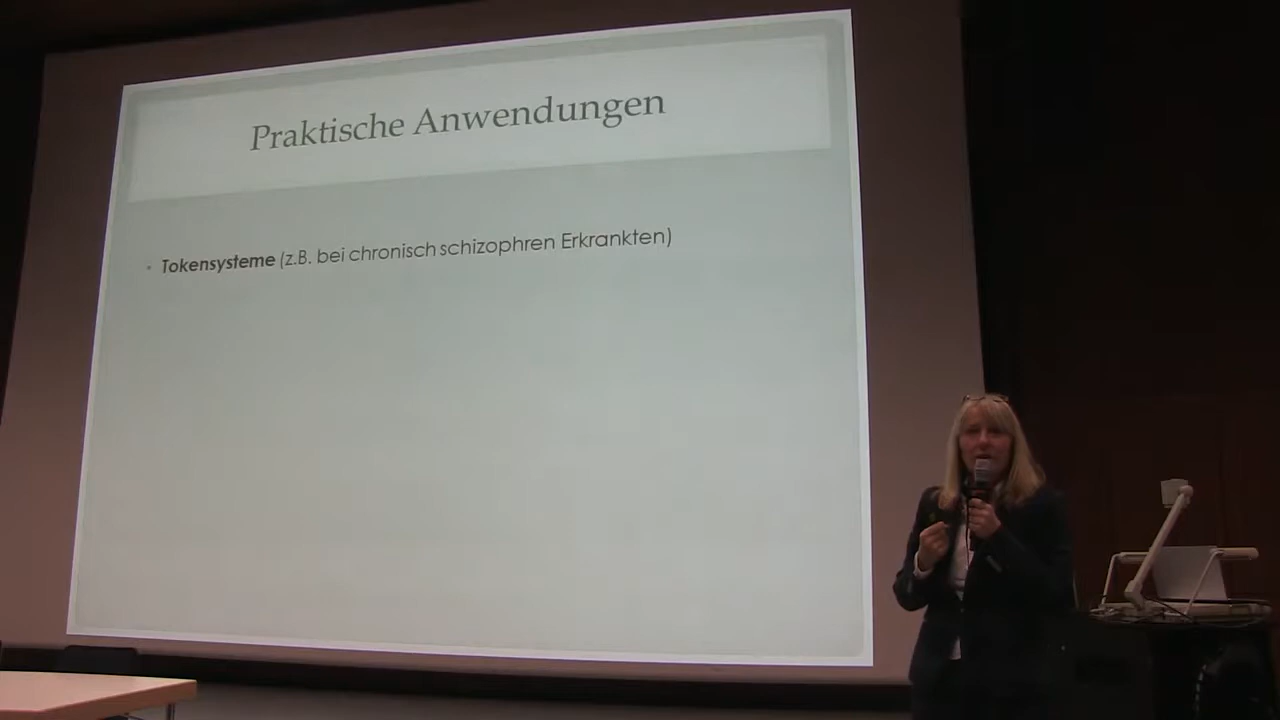 Praktische Anwendungen
• Tokensysteme (z.B. bei chronisch schizophren Erkrankten)